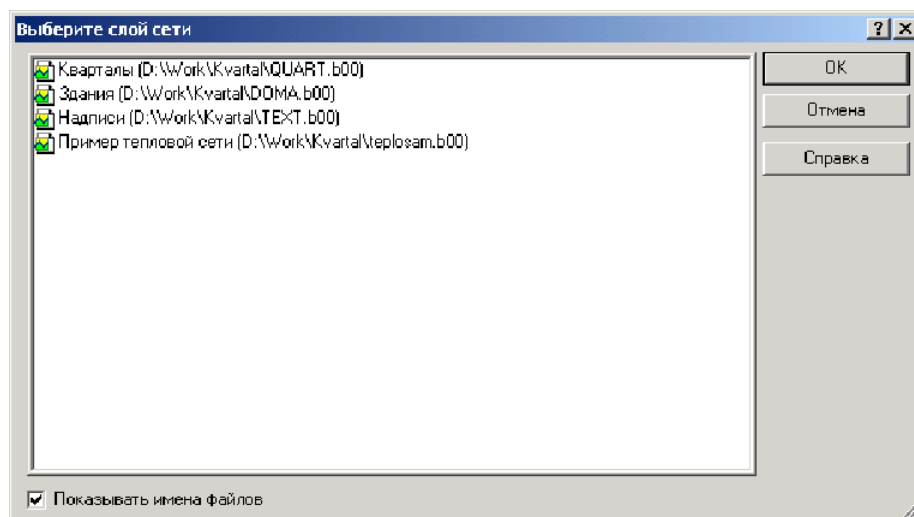 Выберите слой сети
Кварталы (D:\Work\Kvartal\QUART.b00)
Здания (D:\Work\Kvartal\DOMA.b00)
Надписи (D:\Work\Kvartal\TEXT.b00)
Пример тепловой сети (D:\Work\Kvartal\teplosam.b00)
OK
Отмена
Справка
Показывать имена файлов